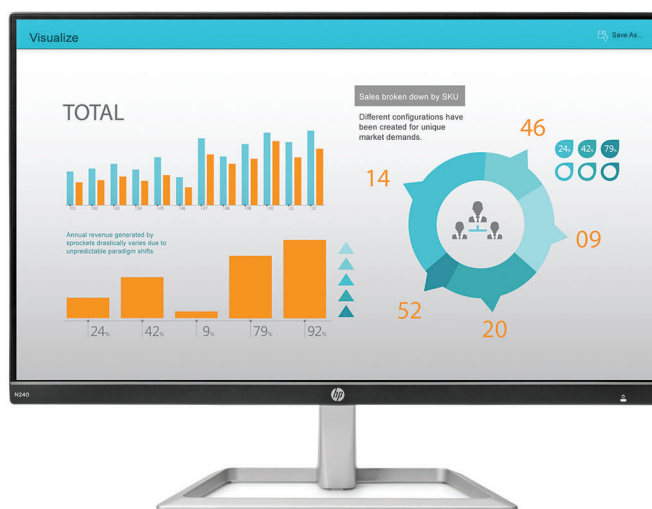 Visualize
Save As...
TOTAL
Sales broken down by SKU
Different configurations have
been created for unique
market demands.
46
24%
42%
79%
14
09
52
20
Annual revenue generated by
sprockets drastically varies due to
unpredictable paradigm shifts.
24%
42%
9%
79%
92%
N240
hp